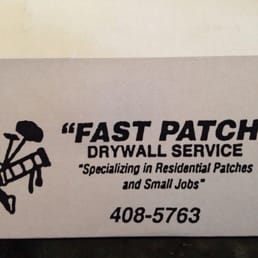 "FAST PATCH
DRYWALL SERVICE
"Specializing in Residential Patches
and Small Jobs"
408-5763